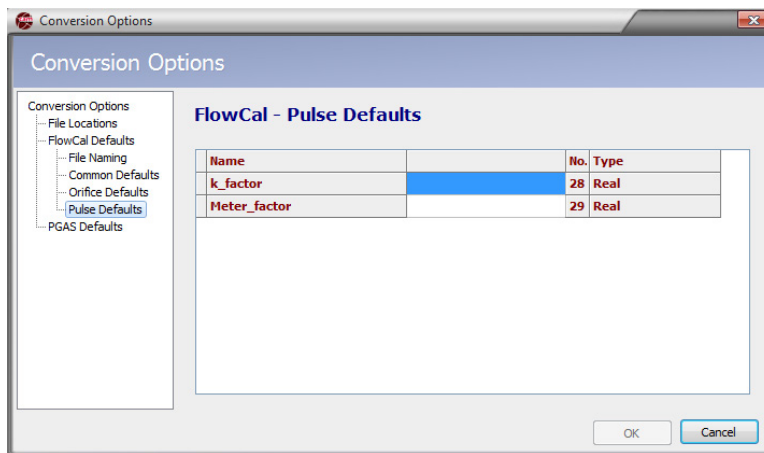 Conversion Options
Conversion Options
Conversion Options
File Locations
FlowCal Defaults
File Naming
Common Defaults
Orifice Defaults
Pulse Defaults
PGAS Defaults
FlowCal - Pulse Defaults
Name No. Type
k_factor 28 Real
Meter_factor 29 Real
OK Cancel